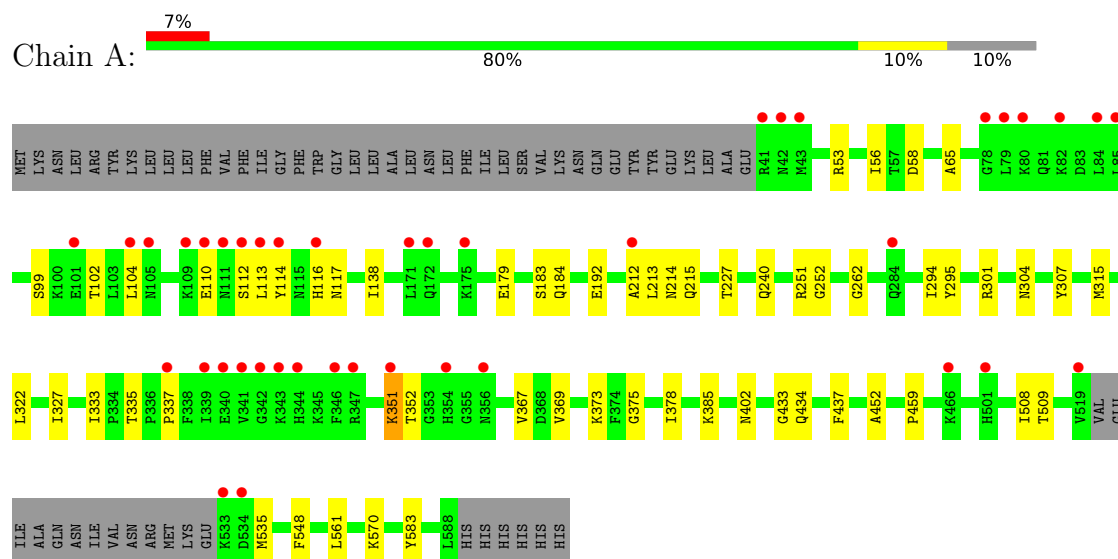 7%
Chain A:
80% 10% 10%
MET LYS ASN LEU ARG TYR LYS LEU LEU LEU LEU PHE VAL PHE ILE GLY PHE TRP GLY LEU LEU ALA LEU ASN LEU PHE ILE LEU SER VAL LYS ASN GLN GLU TYR TYR GLU LYS LEU ALA GLU R41 N42 M43 R53 I56 T57 D58 A65 G78 L79 K80 Q81 K82 D83 L84 L85
S99 K100 E101 T102 L103 L104 N105 K109 E110 N111 S112 L113 Y114 N115 H116 N117 I138 L171 Q172 K175 E179 S183 Q184 E192 A212 L213 N214 Q215 T227 Q240 R251 G252 G262 Q284 I294 Y295 R301 N304 Y307 M315
L322 I327 I333 P334 T335 P336 P337 F338 I339 E340 V341 G342 K343 H344 K345 F346 R347 K351 T352 G353 H354 G355 N356 V367 D368 V369 K373 F374 G375 I378 K385 N402 G433 Q434 F437 A452 P459 K466 H501 I508 T509 V519 VAL GLU
ILE ALA GLN ASN ILE VAL ASN ARG MET LYS GLU K533 D534 M535 F548 L561 K570 Y583 L588 HIS HIS HIS HIS HIS HIS